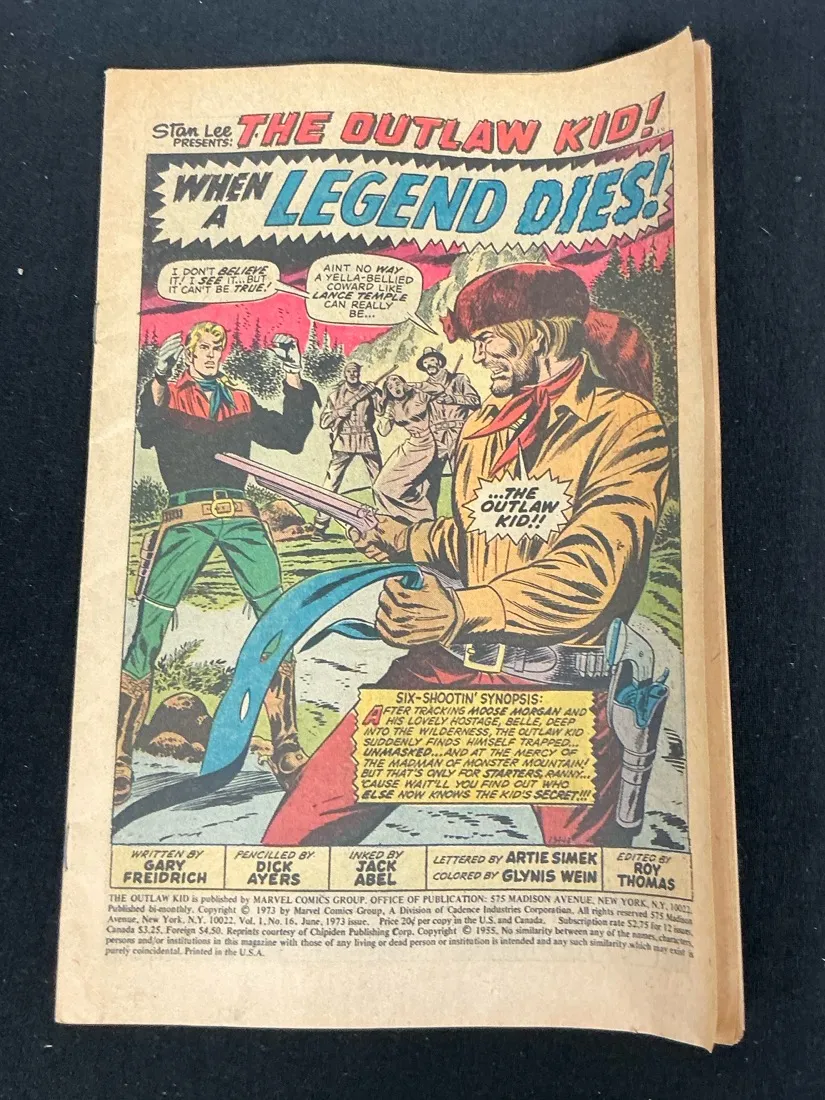 Stan Lee
PRESENTS:
THE OUTLAW KID!
WHEN
A
LEGEND DIES!
I DON'T BELIEVE
IT! I SEE IT...BUT
IT CAN'T BE TRUE!
AINT NO WAY
A YELLA-BELLIED
COWARD LIKE
LANCE TEMPLE
CAN REALLY
BE...
...THE
OUTLAW
KID!!
SIX-SHOOTIN' SYNOPSIS:
AFTER TRACKING MOOSE MORGAN AND
HIS LOVELY HOSTAGE, BELLE, DEEP
INTO THE WILDERNESS, THE OUTLAW KID
SUDDENLY FINDS HIMSELF TRAPPED...
UNMASKED...AND AT THE MERCY OF
THE MADMAN OF MONSTER MOUNTAIN!
BUT THAT'S ONLY FOR STARTERS, RANNY...
'CAUSE WAIT'LL YOU FIND OUT WHO
ELSE NOW KNOWS THE KID'S SECRET!!!
WRITTEN BY
GARY
FREIDRICH
PENCILLED BY
DICK
AYERS
INKED BY
JACK
ABEL
LETTERED BY ARTIE SIMEK
COLORED BY GLYNIS WEIN
EDITED BY
ROY
THOMAS
THE OUTLAW KID is published by MARVEL COMICS GROUP. OFFICE OF PUBLICATION: 575 MADISON AVENUE, NEW YORK, N.Y. 10022.
Published bi-monthly. Copyright © 1973 by Marvel Comics Group, A Division of Cadence Industries Corporation. All rights reserved 575 Madison
Avenue, New York, N.Y. 10022. Vol. 1, No. 16, June, 1973 issue. Price 20¢ per copy in the U.S. and Canada. Subscription rate $2.75 for 12 issues.
Canada $3.25. Foreign $4.50. Reprints courtesy of Chipiden Publishing Corp. Copyright © 1955. No similarity between any of the names, characters,
persons and/or institutions in this magazine with those of any living or dead person or institution is intended and any such similarity which may exist is
purely coincidental. Printed in the U.S.A.